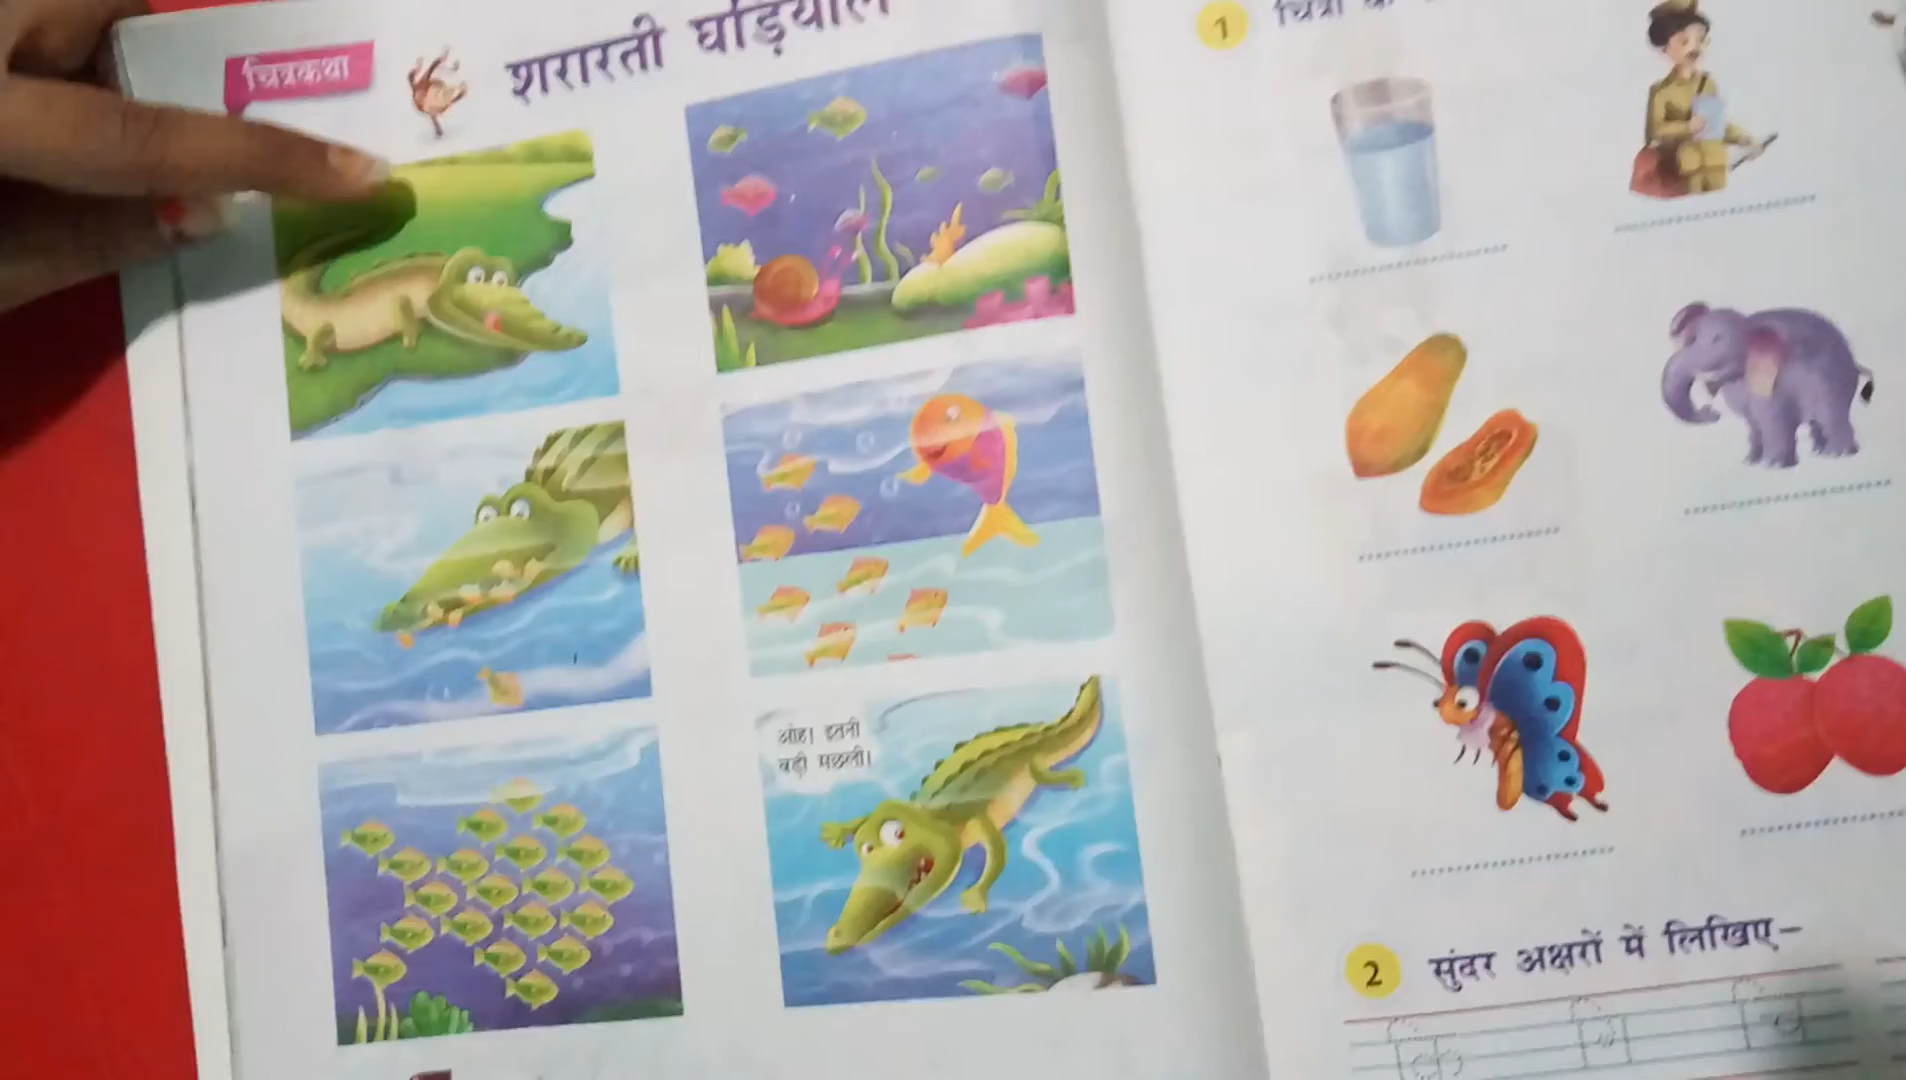 चित्रकथा
शरारती घड़ियाल
ओह! इतनी
बड़ी मछली।
1
2 सुंदर अक्षरों में लिखिए–